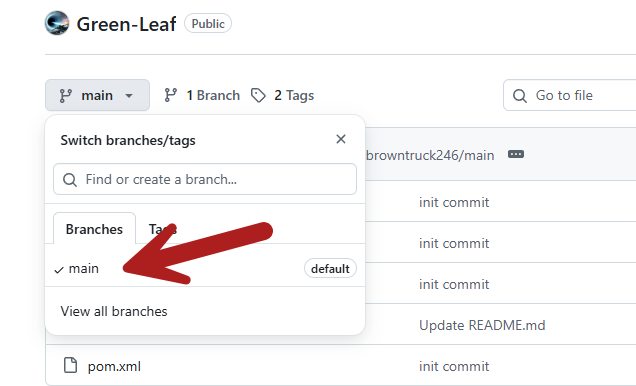 Green-Leaf Public
main 1 Branch 2 Tags Go to file
Switch branches/tags
browntruck246/main
Find or create a branch...
init commit
Branches Tags
init commit
main default
init commit
View all branches
Update README.md
pom.xml init commit